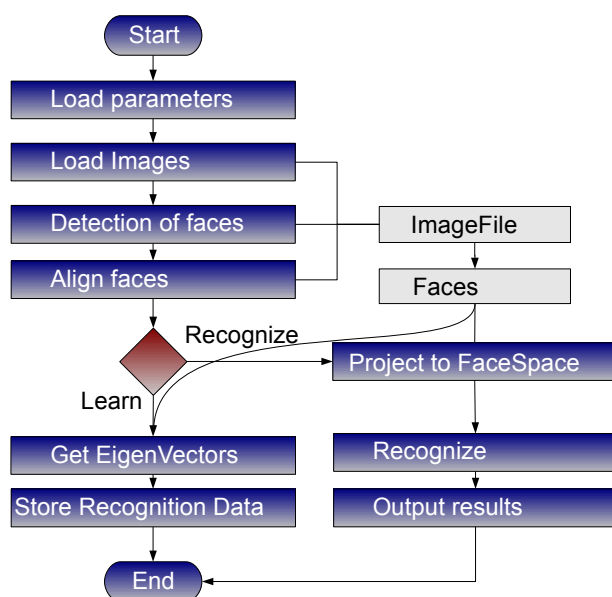 Start
Load parameters
Load Images
Detection of faces
ImageFile
Align faces
Faces
Recognize
Project to FaceSpace
Learn
Get EigenVectors
Recognize
Store Recognition Data
Output results
End